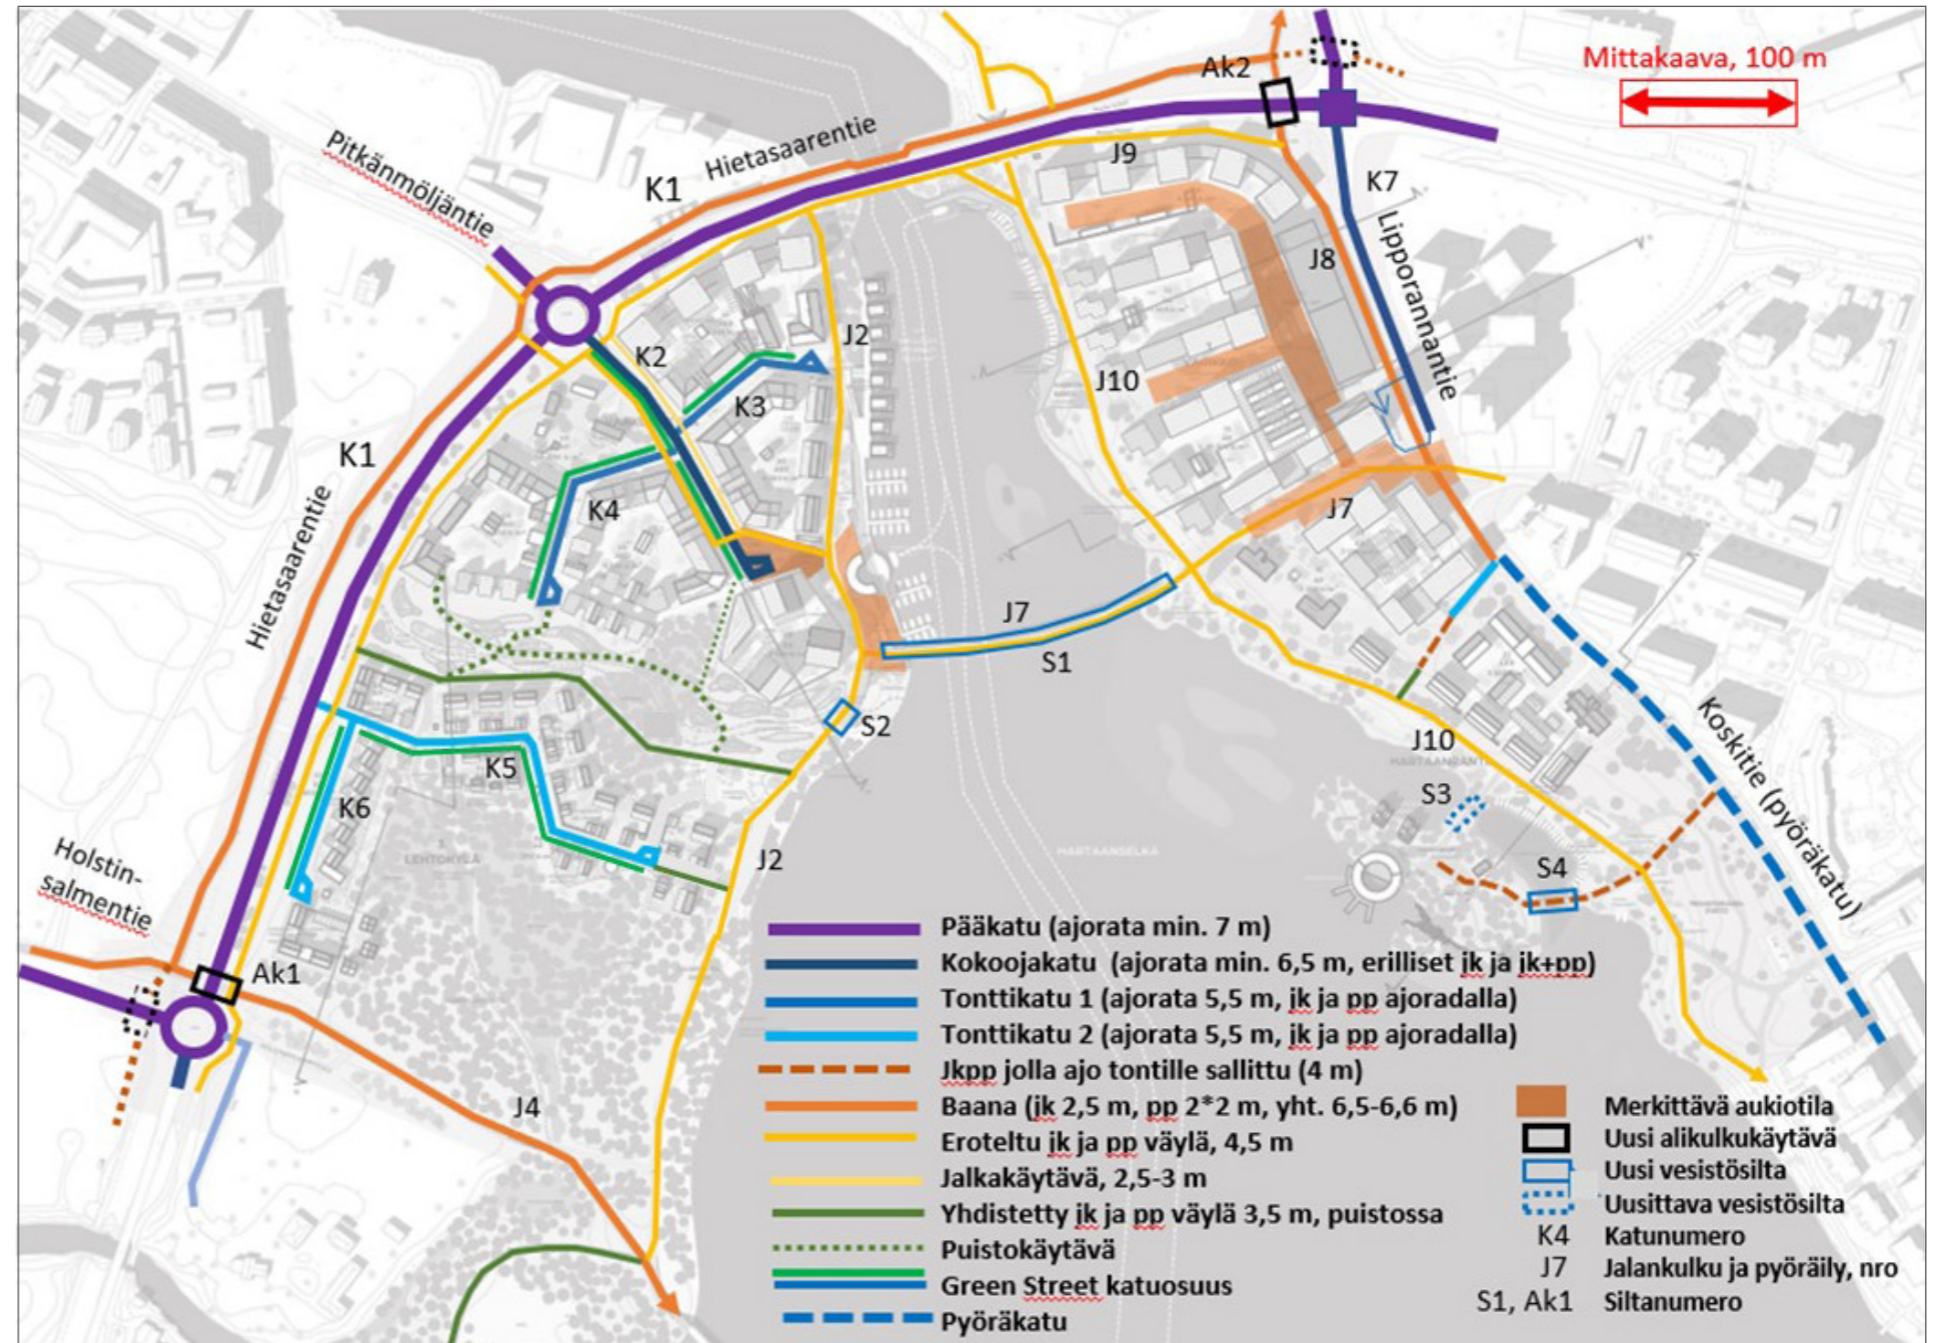 Mittakaava, 100 m
Ak2
Pitkänmöljäntie
K1
Hietasaarentie
J9
K7
Lipporannantie
J8
K2
J2
K3
J10
K1
Hietasaarentie
K4
J7
J7
S1
S2
Koskitie (pyöräkatu)
J10
K5
K6
S3
HARTAANSELKÄ
LEHTOKYLÄ
J2
S4
Holstin-
salmentie
Ak1
J4
Pääkatu (ajorata min. 7 m)
Kokoojakatu (ajorata min. 6,5 m, erilliset jk ja jk+pp)
Tonttikatu 1 (ajorata 5,5 m, jk ja pp ajoradalla)
Tonttikatu 2 (ajorata 5,5 m, jk ja pp ajoradalla)
Jkpp jolla ajo tontille sallittu (4 m)
Baana (jk 2,5 m, pp 2*2 m, yht. 6,5-6,6 m)
Eroteltu jk ja pp väylä, 4,5 m
Jalkakäytävä, 2,5-3 m
Yhdistetty jk ja pp väylä 3,5 m, puistossa
Puistokäytävä
Green Street katuosuus
Pyöräkatu
Merkittävä aukiotila
Uusi alikulkukäytävä
Uusi vesistösilta
Uusittava vesistösilta
K4 Katunumero
J7 Jalankulku ja pyöräily, nro
S1, Ak1 Siltanumero